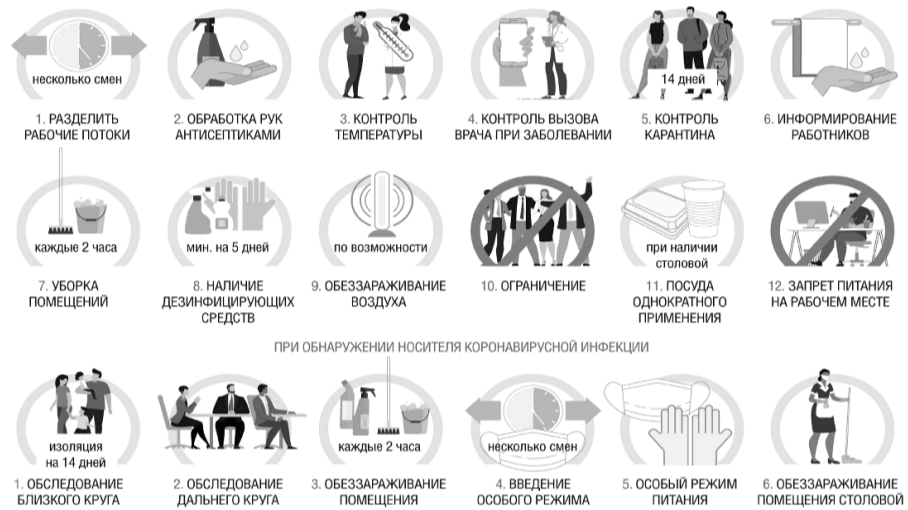 несколько смен
1. РАЗДЕЛИТЬ
РАБОЧИЕ ПОТОКИ
2. ОБРАБОТКА РУК
АНТИСЕПТИКАМИ
3. КОНТРОЛЬ
ТЕМПЕРАТУРЫ
4. КОНТРОЛЬ ВЫЗОВА
ВРАЧА ПРИ ЗАБОЛЕВАНИИ
14 дней
5. КОНТРОЛЬ
КАРАНТИНА
6. ИНФОРМИРОВАНИЕ
РАБОТНИКОВ
каждые 2 часа
7. УБОРКА
ПОМЕЩЕНИЙ
мин. на 5 дней
8. НАЛИЧИЕ
ДЕЗИНФИЦИРУЮЩИХ
СРЕДСТВ
по возможности
9. ОБЕЗЗАРАЖИВАНИЕ
ВОЗДУХА
10. ОГРАНИЧЕНИЕ
при наличии
столовой
11. ПОСУДА
ОДНОКРАТНОГО
ПРИМЕНЕНИЯ
12. ЗАПРЕТ ПИТАНИЯ
НА РАБОЧЕМ МЕСТЕ
ПРИ ОБНАРУЖЕНИИ НОСИТЕЛЯ КОРОНАВИРУСНОЙ ИНФЕКЦИИ
изоляция
на 14 дней
1. ОБСЛЕДОВАНИЕ
БЛИЗКОГО КРУГА
2. ОБСЛЕДОВАНИЕ
ДАЛЬНЕГО КРУГА
каждые 2 часа
3. ОБЕЗЗАРАЖИВАНИЕ
ПОМЕЩЕНИЯ
несколько смен
4. ВВЕДЕНИЕ
ОСОБОГО РЕЖИМА
5. ОСОБЫЙ РЕЖИМ
ПИТАНИЯ
6. ОБЕЗЗАРАЖИВАНИЕ
ПОМЕЩЕНИЯ СТОЛОВОЙ